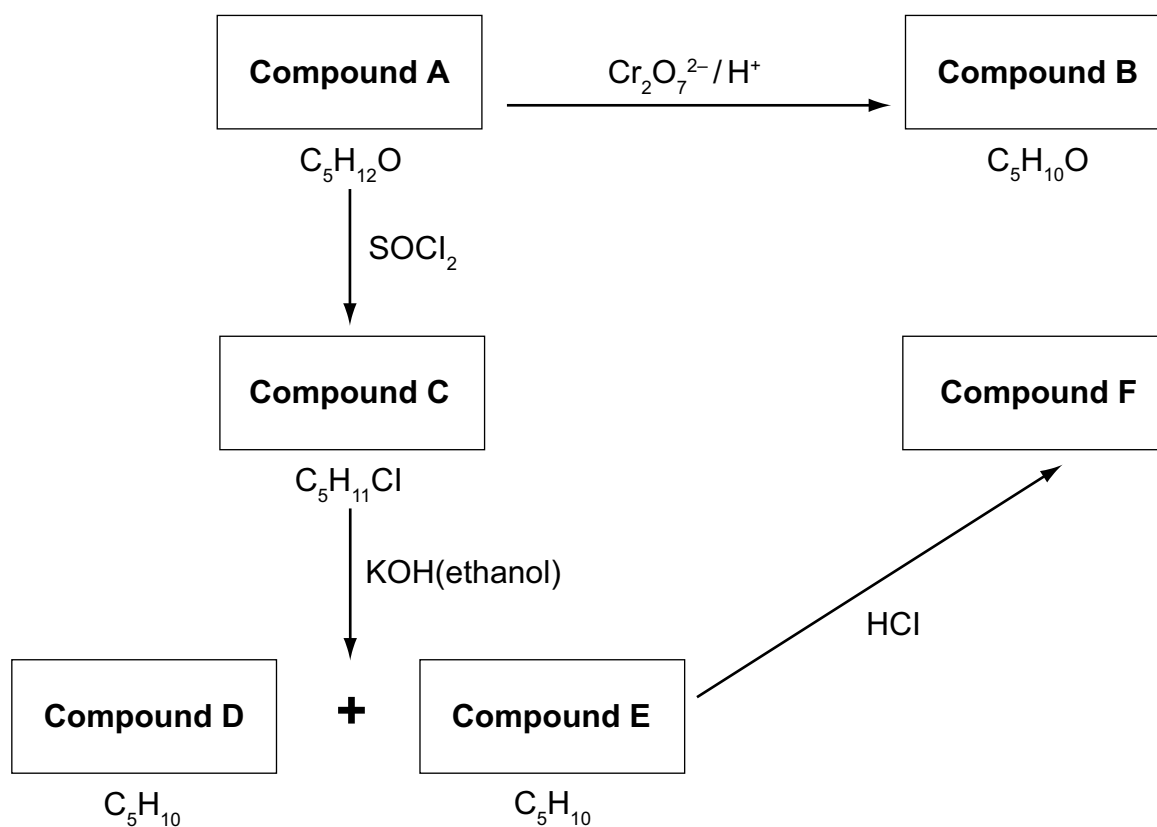 Compound A
Cr₂O₇²⁻ / H⁺
Compound B
C₅H₁₂O
C₅H₁₀O
SOCl₂
Compound C
Compound F
C₅H₁₁Cl
KOH(ethanol)
HCl
Compound D
+
Compound E
C₅H₁₀
C₅H₁₀